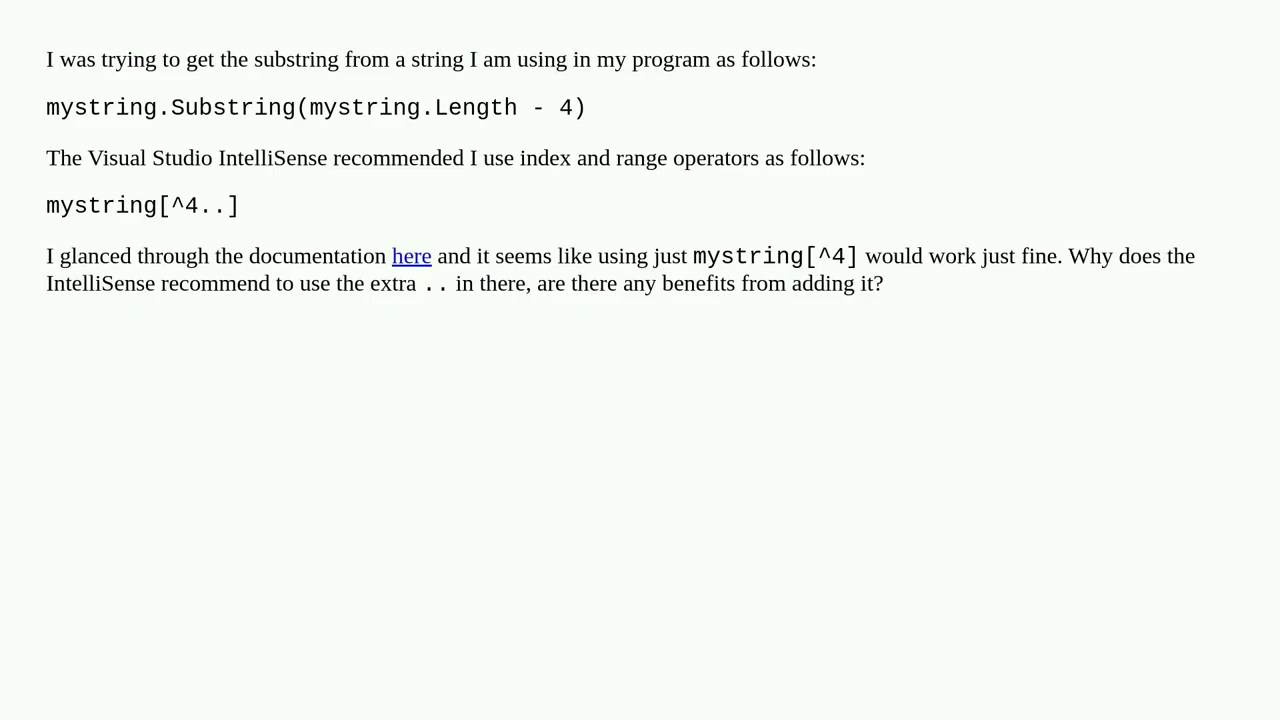 I was trying to get the substring from a string I am using in my program as follows:
mystring.Substring(mystring.Length - 4)
The Visual Studio IntelliSense recommended I use index and range operators as follows:
mystring[^4..]
I glanced through the documentation here and it seems like using just mystring[^4] would work just fine. Why does the
IntelliSense recommend to use the extra .. in there, are there any benefits from adding it?